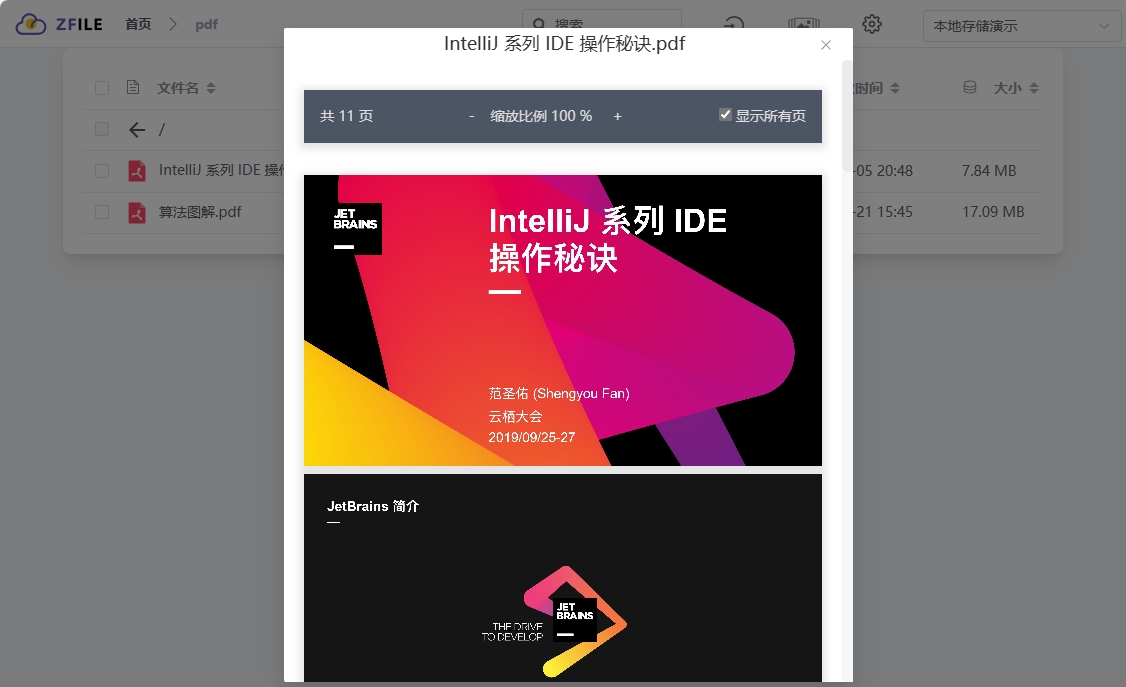 ZFILE 首页 pdf 搜索 本地存储演示
IntelliJ 系列 IDE 操作秘诀.pdf
文件名 时间 大小
/
共 11 页 - 缩放比例 100 % + 显示所有页
IntelliJ 系列 IDE 操 -05 20:48 7.84 MB
算法图解.pdf -21 15:45 17.09 MB
JET
BRAINS
IntelliJ 系列 IDE
操作秘诀
范圣佑 (Shengyou Fan)
云栖大会
2019/09/25-27
JetBrains 简介
THE DRIVE
TO DEVELOP
JET
BRAINS